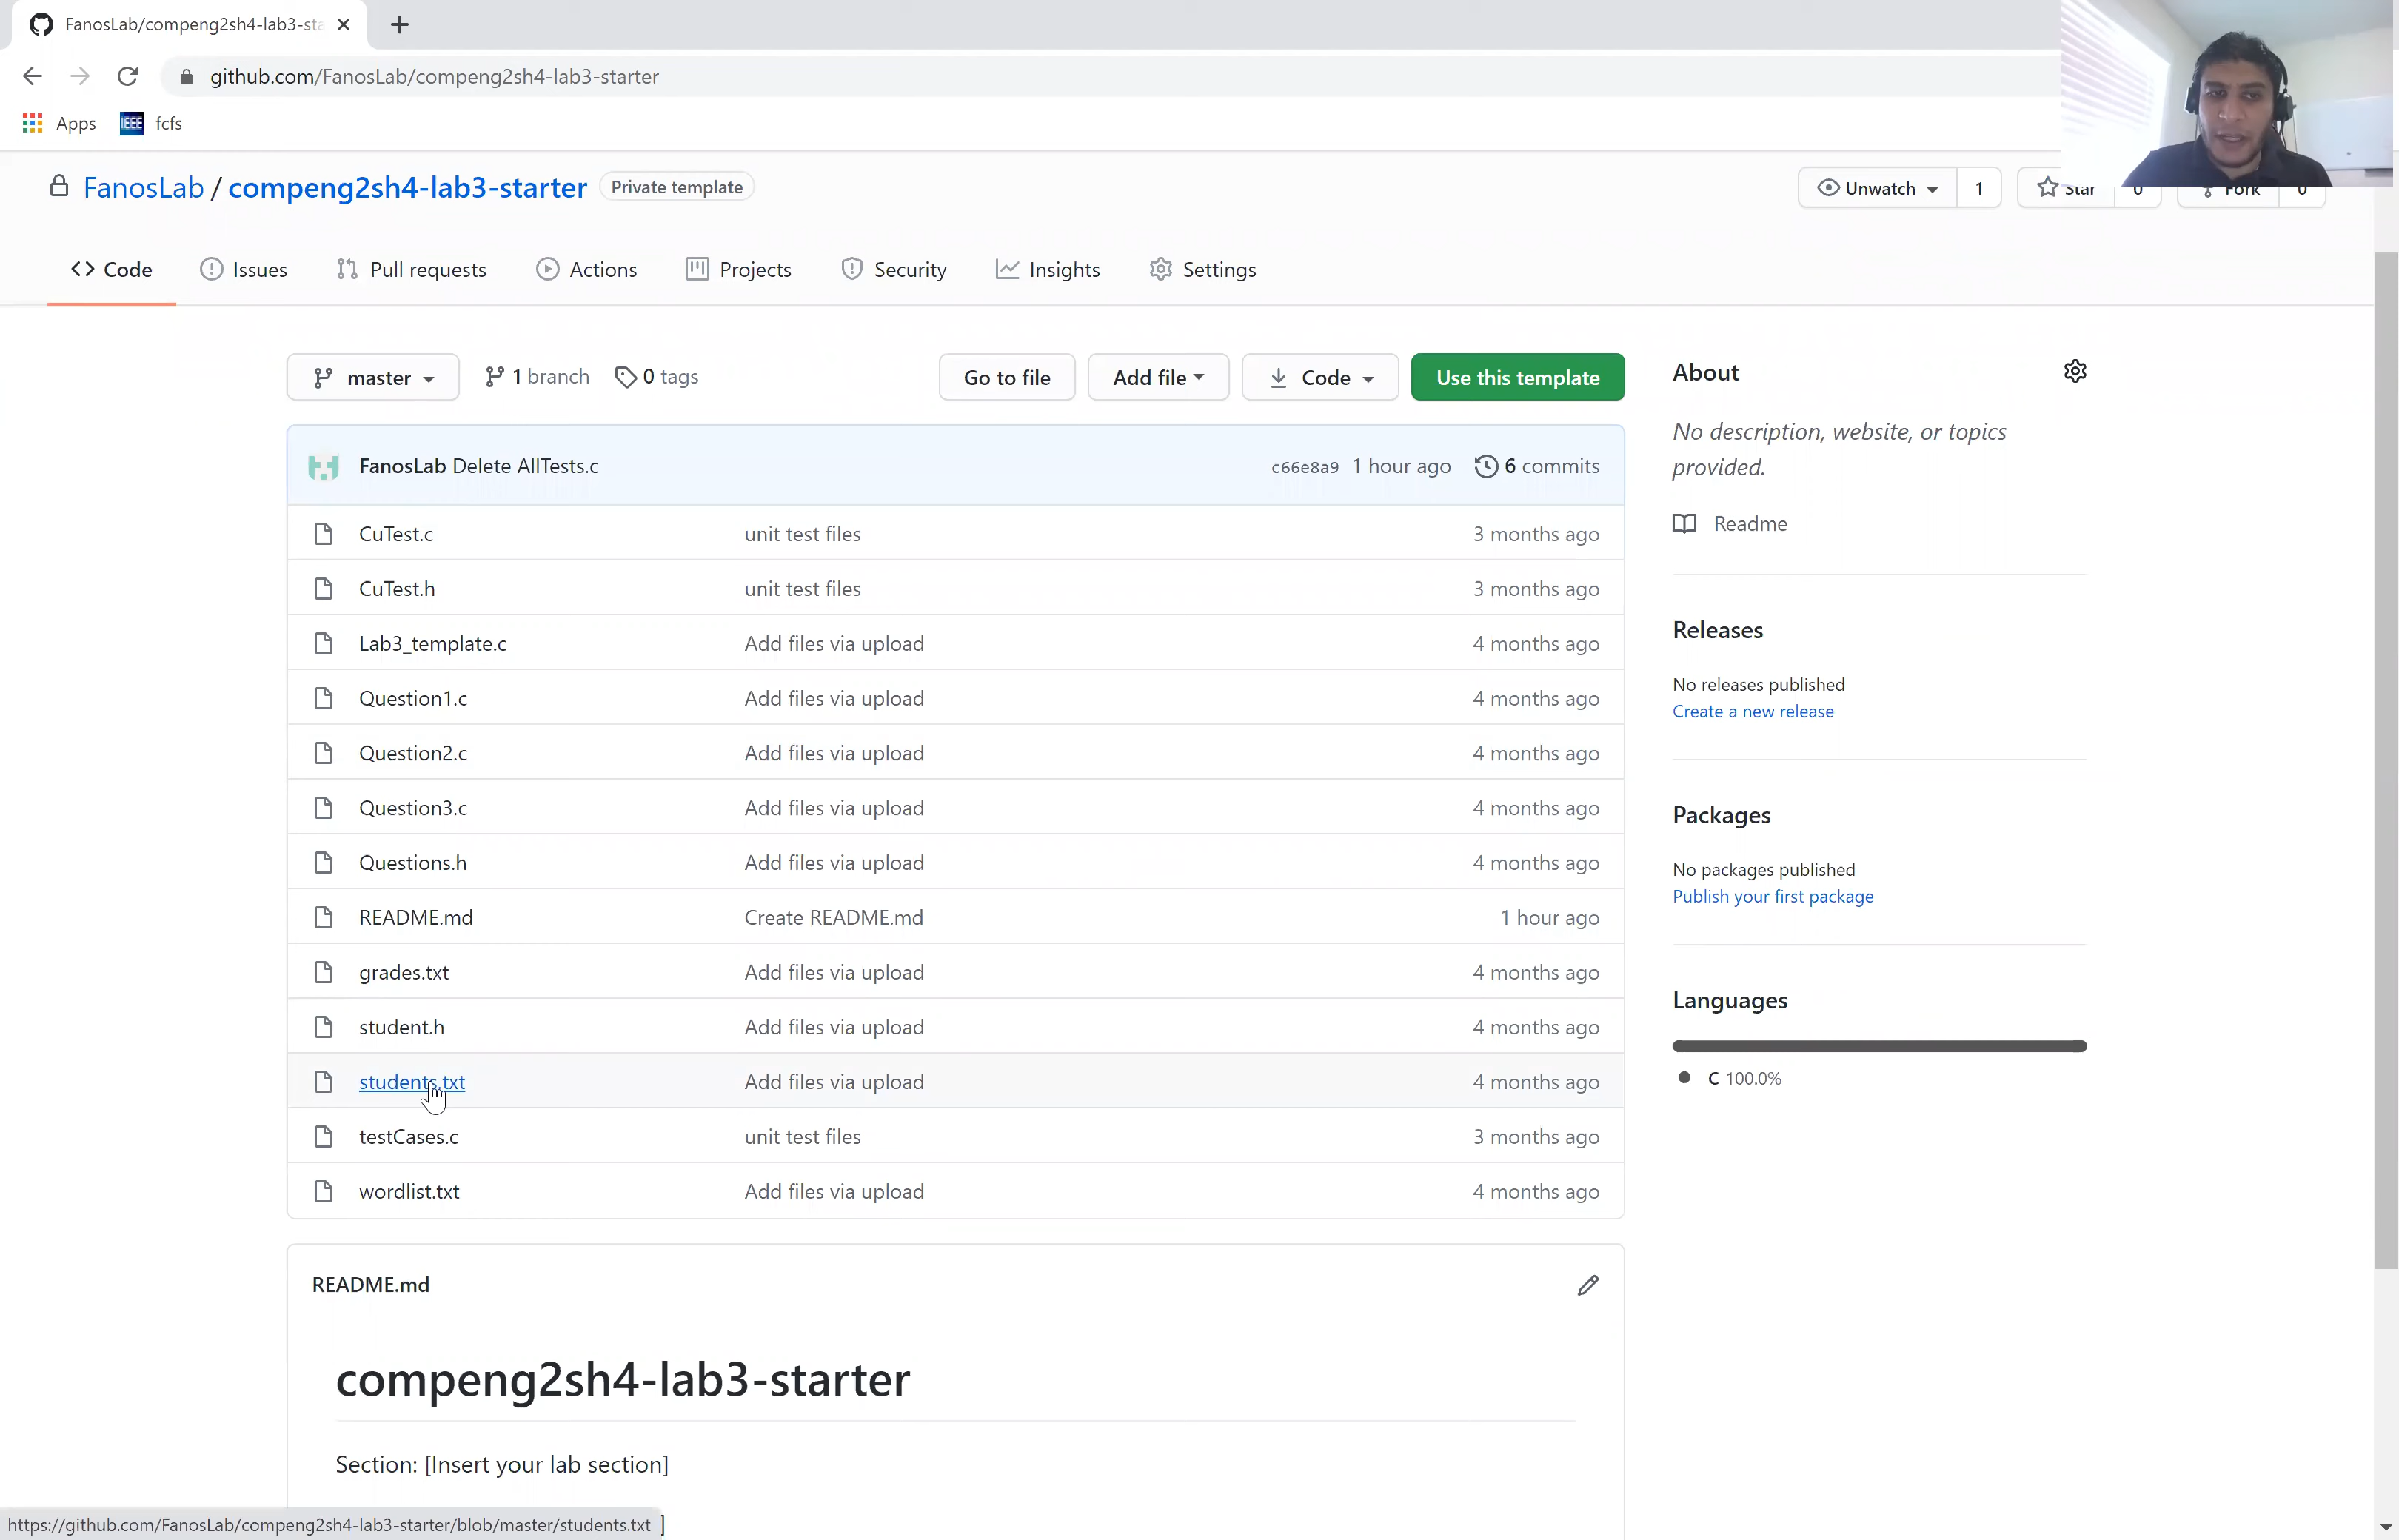 FanosLab/compeng2sh4-lab3-sta
github.com/FanosLab/compeng2sh4-lab3-starter
Apps IEEE fcfs
FanosLab / compeng2sh4-lab3-starter Private template
Unwatch 1 Star 0 Fork 0
Code Issues Pull requests Actions Projects Security Insights Settings
master 1 branch 0 tags Go to file Add file Code Use this template
FanosLab Delete AllTests.c c66e8a9 1 hour ago 6 commits
CuTest.c unit test files 3 months ago
CuTest.h unit test files 3 months ago
Lab3_template.c Add files via upload 4 months ago
Question1.c Add files via upload 4 months ago
Question2.c Add files via upload 4 months ago
Question3.c Add files via upload 4 months ago
Questions.h Add files via upload 4 months ago
README.md Create README.md 1 hour ago
grades.txt Add files via upload 4 months ago
student.h Add files via upload 4 months ago
students.txt Add files via upload 4 months ago
testCases.c unit test files 3 months ago
wordlist.txt Add files via upload 4 months ago
About
No description, website, or topics
provided.
Readme
Releases
No releases published
Create a new release
Packages
No packages published
Publish your first package
Languages
C 100.0%
README.md
compeng2sh4-lab3-starter
Section: [Insert your lab section]
https://github.com/FanosLab/compeng2sh4-lab3-starter/blob/master/students.txt ]